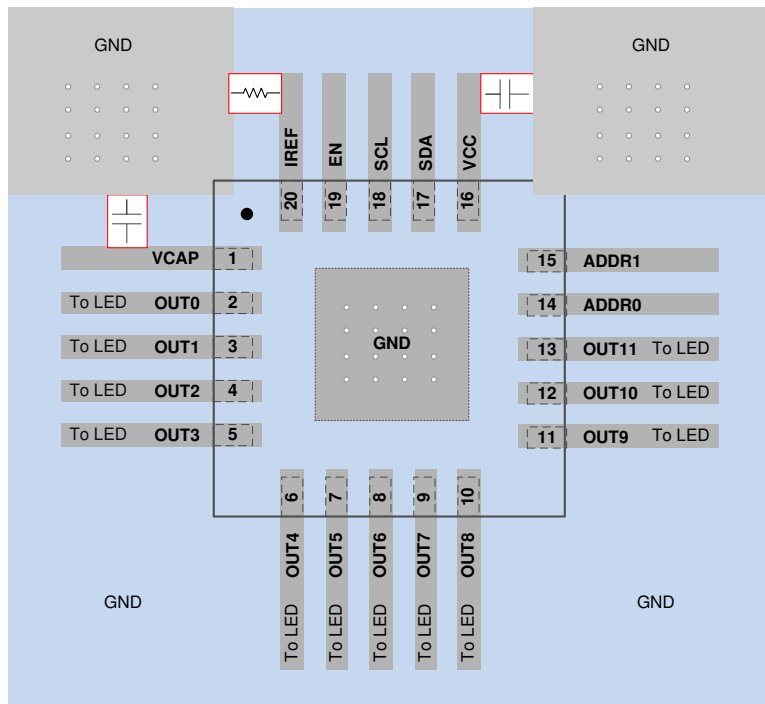 GND
GND
IREF
EN
SCL
SDA
VCC
20
19
18
17
16
VCAP 1
To LED OUT0 2
To LED OUT1 3
To LED OUT2 4
To LED OUT3 5
GND
15 ADDR1
14 ADDR0
13 OUT11 To LED
12 OUT10 To LED
11 OUT9 To LED
6
7
8
9
10
OUT4
OUT5
OUT6
OUT7
OUT8
To LED
To LED
To LED
To LED
To LED
GND
GND